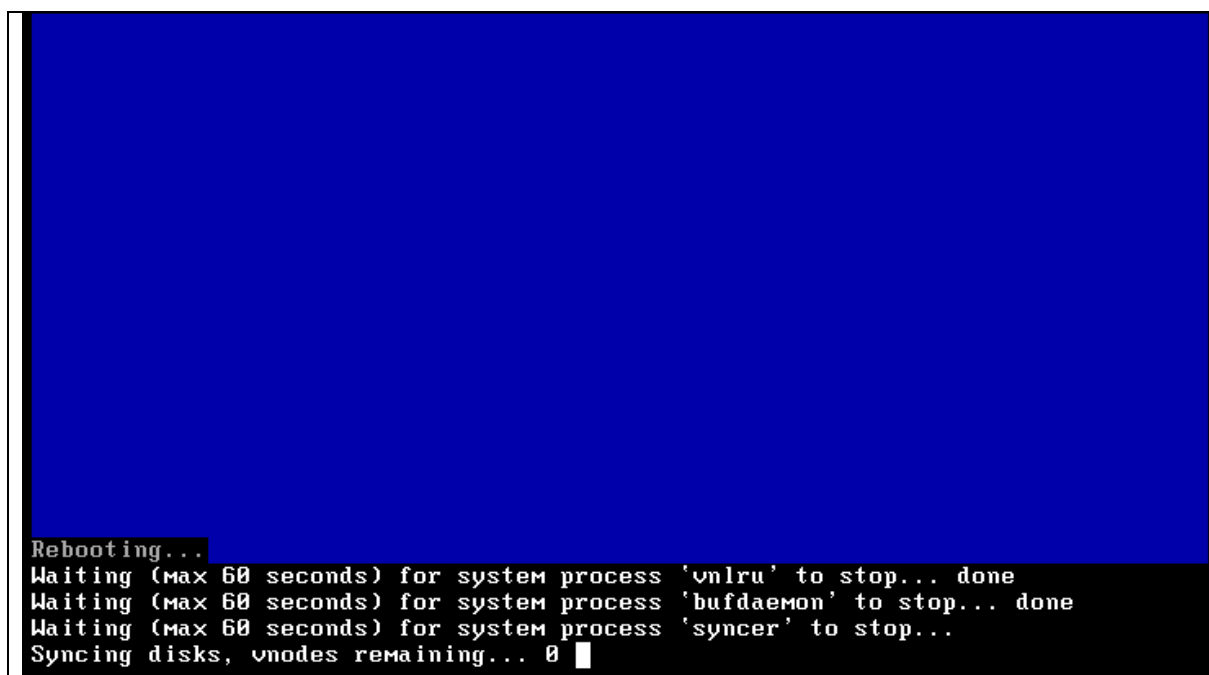 Rebooting...
Waiting (max 60 seconds) for system process `vnlru' to stop... done
Waiting (max 60 seconds) for system process `bufdaemon' to stop... done
Waiting (max 60 seconds) for system process `syncer' to stop...
Syncing disks, vnodes remaining... 0